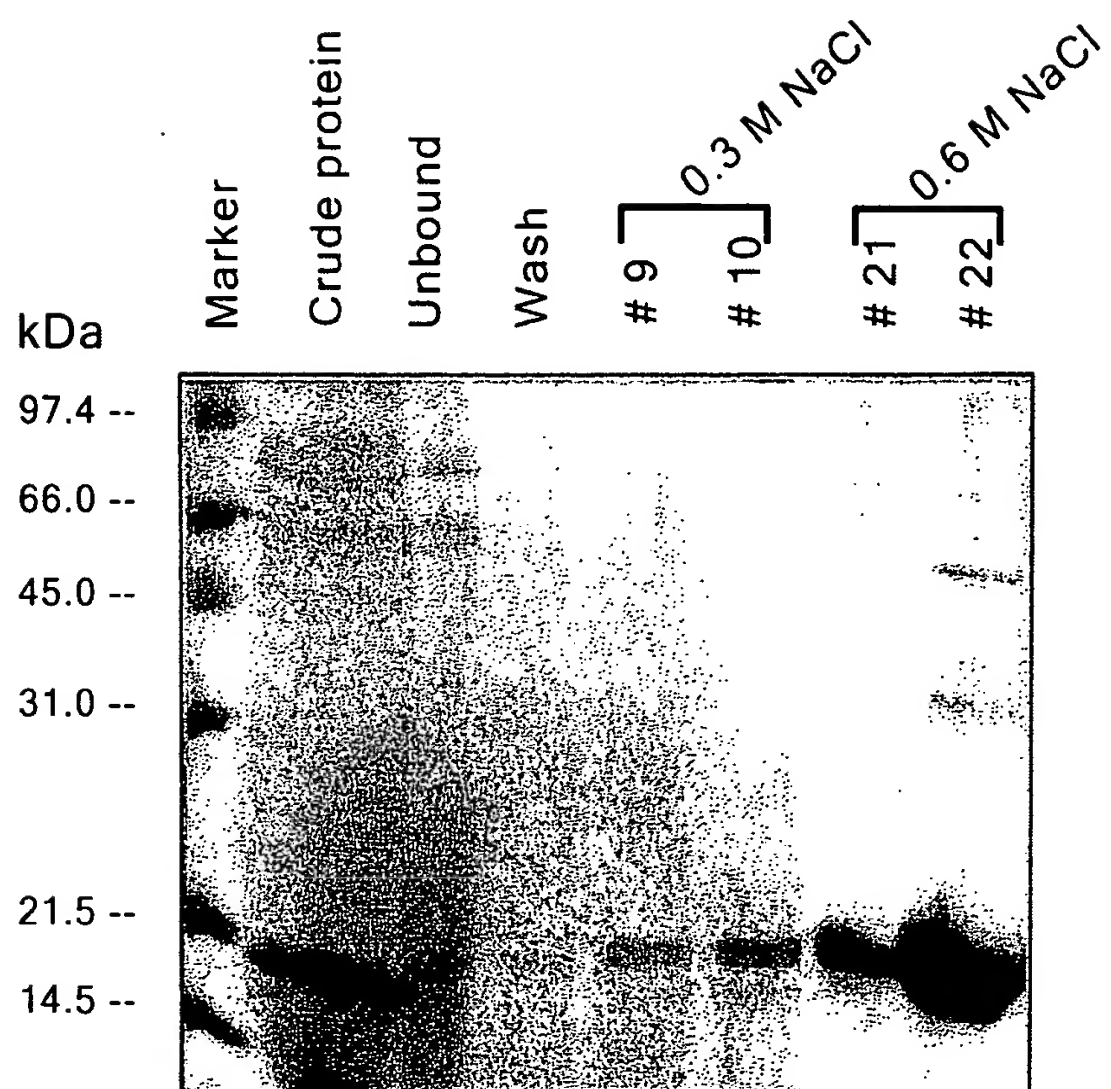 0.3 M NaCl
0.6 M NaCl
Marker
Crude protein
Unbound
Wash
# 9
# 10
# 21
# 22
kDa
97.4 --
66.0 --
45.0 --
31.0 --
21.5 --
14.5 --